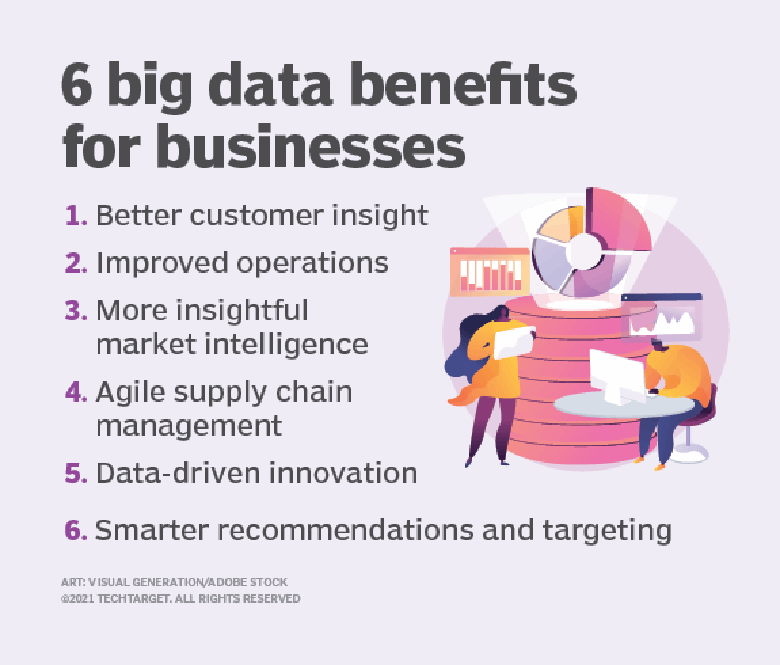 6 big data benefits
for businesses
1. Better customer insight
2. Improved operations
3. More insightful
market intelligence
4. Agile supply chain
management
5. Data-driven innovation
6. Smarter recommendations and targeting
ART: VISUAL GENERATION/ADOBE STOCK
©2021 TECHTARGET. ALL RIGHTS RESERVED